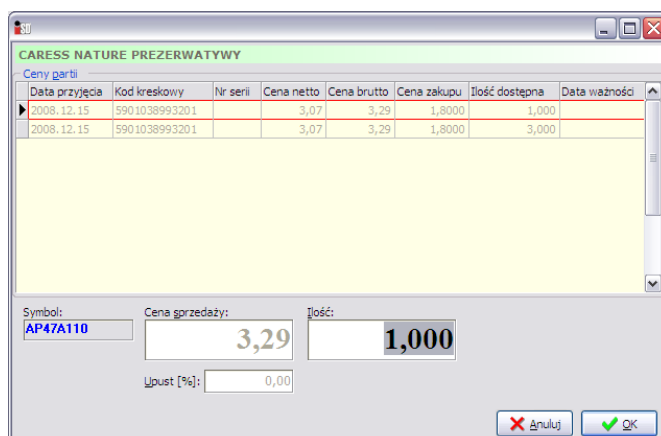 CARESS NATURE PREZERWATYWY
Ceny partii
Data przyjęcia Kod kreskowy Nr serii Cena netto Cena brutto Cena zakupu Ilość dostępna Data ważności
2008.12.15 5901038993201 3,07 3,29 1,8000 1,000
2008.12.15 5901038993201 3,07 3,29 1,8000 3,000
Symbol: Cena sprzedaży: Ilość:
AP47A110 3,29 1,000
Upust [%]: 0,00
Anuluj OK